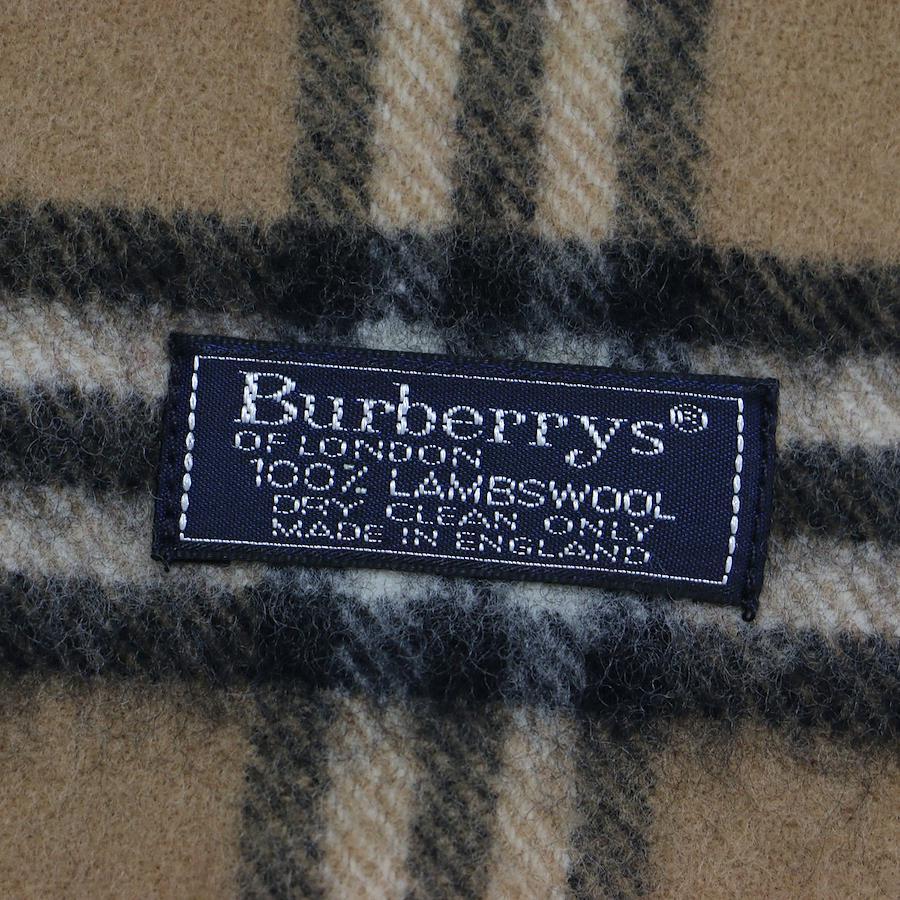 Burberrys®
OF LONDON
100% LAMBSWOOL
DRY CLEAN ONLY
MADE IN ENGLAND